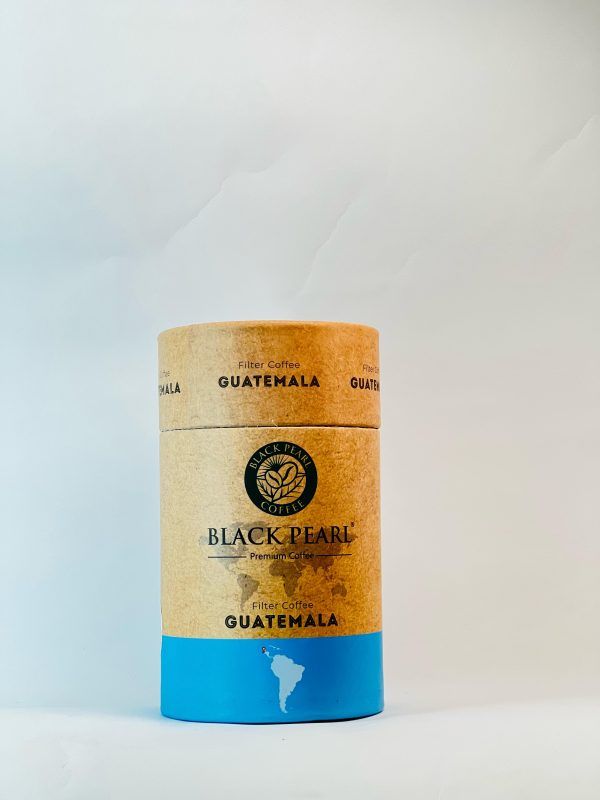 Filter Coffee
GUATEMALA
BLACK PEARL
COFFEE
BLACK PEARL®
Premium Coffee
Filter Coffee
GUATEMALA